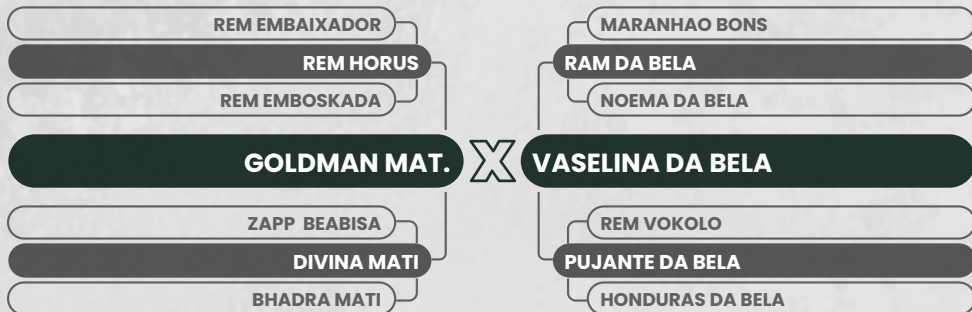 REM EMBAIXADOR
REM HORUS
REM EMBOSKADA
GOLDMAN MAT.
ZAPP BEABISA
DIVINA MATI
BHADRA MATI
X
MARANHAO BONS
RAM DA BELA
NOEMA DA BELA
VASELINA DA BELA
REM VOKOLO
PUJANTE DA BELA
HONDURAS DA BELA